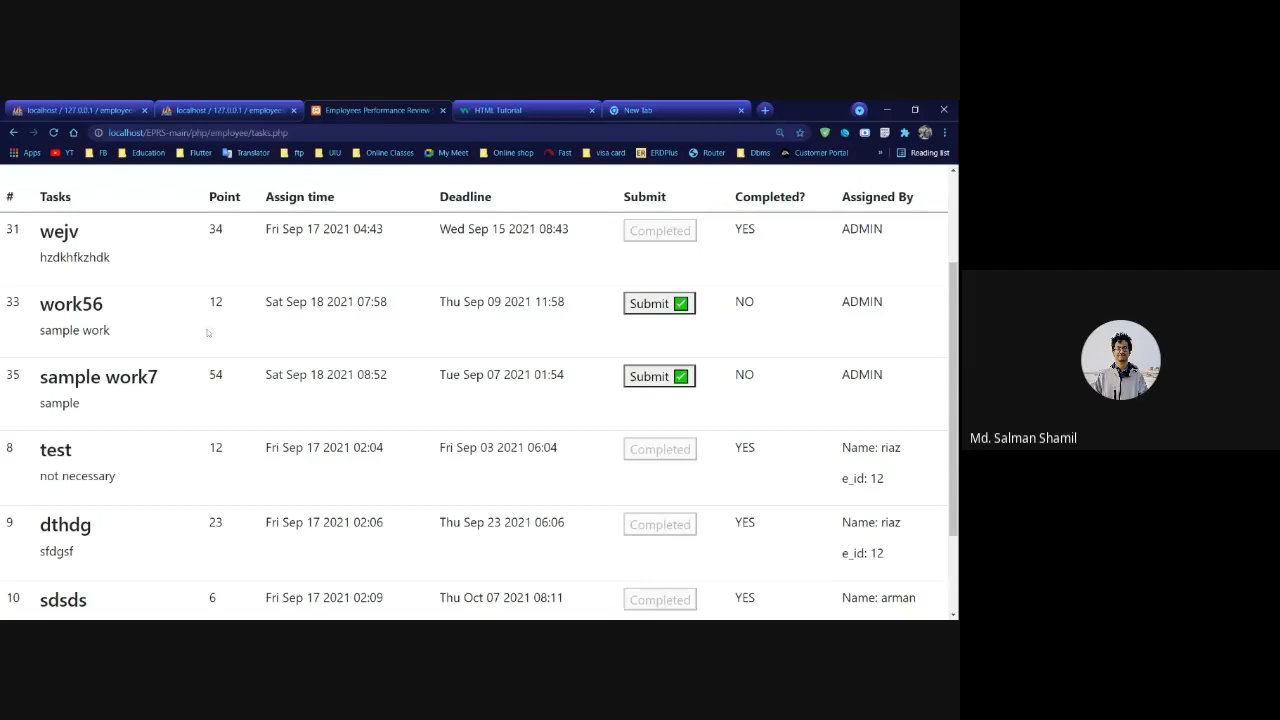 localhost / 127.0.0.1 / employee
localhost / 127.0.0.1 / employee
Employees Performance Review
HTML Tutorial
New Tab
localhost/EPRS-main/php/employee/tasks.php
Apps YT FB Education Flutter Translator ftp UIU Online Classes My Meet Online shop Fast visa card ERDPlus Router Dbms Customer Portal » Reading list
# Tasks Point Assign time Deadline Submit Completed? Assigned By
31 wejv 34 Fri Sep 17 2021 04:43 Wed Sep 15 2021 08:43 Completed YES ADMIN
hzdkhfkzhdk
33 work56 12 Sat Sep 18 2021 07:58 Thu Sep 09 2021 11:58 Submit ✅ NO ADMIN
sample work
35 sample work7 54 Sat Sep 18 2021 08:52 Tue Sep 07 2021 01:54 Submit ✅ NO ADMIN
sample
8 test 12 Fri Sep 17 2021 02:04 Fri Sep 03 2021 06:04 Completed YES Name: riaz
not necessary e_id: 12
9 dthdg 23 Fri Sep 17 2021 02:06 Thu Sep 23 2021 06:06 Completed YES Name: riaz
sfdgsf e_id: 12
10 sdsds 6 Fri Sep 17 2021 02:09 Thu Oct 07 2021 08:11 Completed YES Name: arman
Md. Salman Shamil